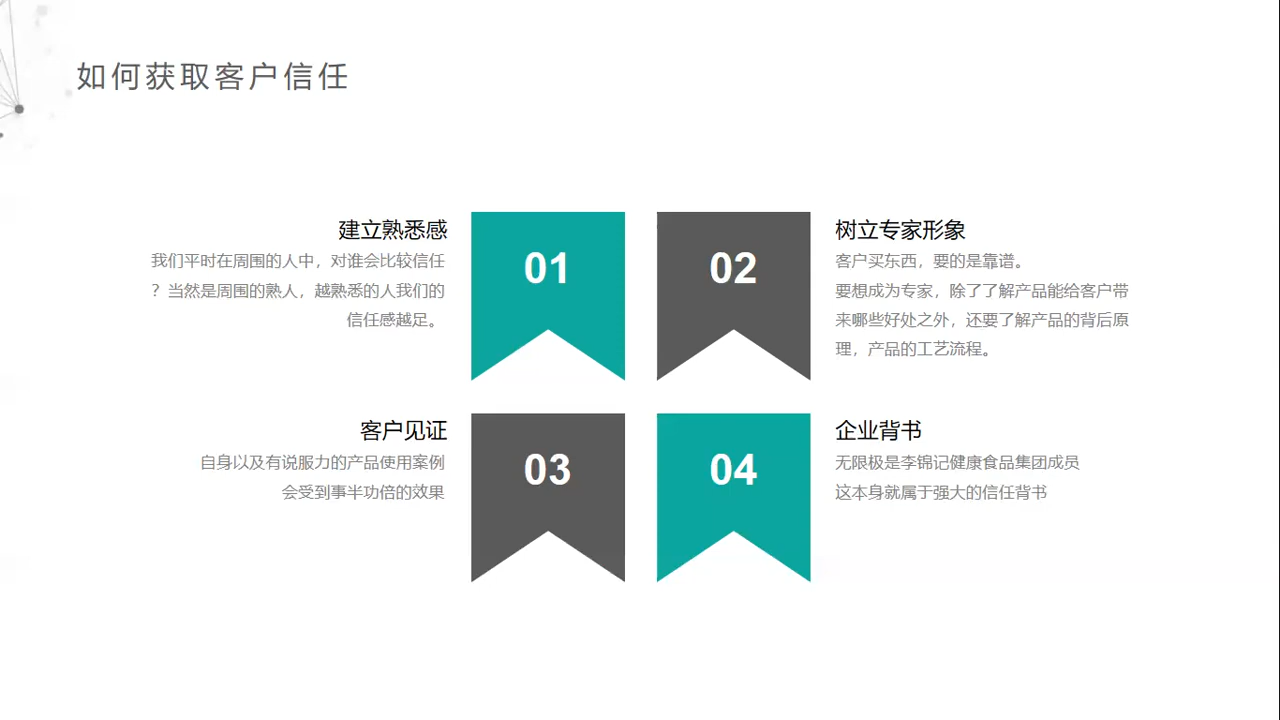 如何获取客户信任
建立熟悉感
我们平时在周围的人中，对谁会比较信任
？当然是周围的熟人，越熟悉的人我们的
信任感越足。
01
02
树立专家形象
客户买东西，要的是靠谱。
要想成为专家，除了了解产品能给客户带
来哪些好处之外，还要了解产品的背后原
理，产品的工艺流程。
客户见证
自身以及有说服力的产品使用案例
会受到事半功倍的效果
03
04
企业背书
无限极是李锦记健康食品集团成员
这本身就属于强大的信任背书